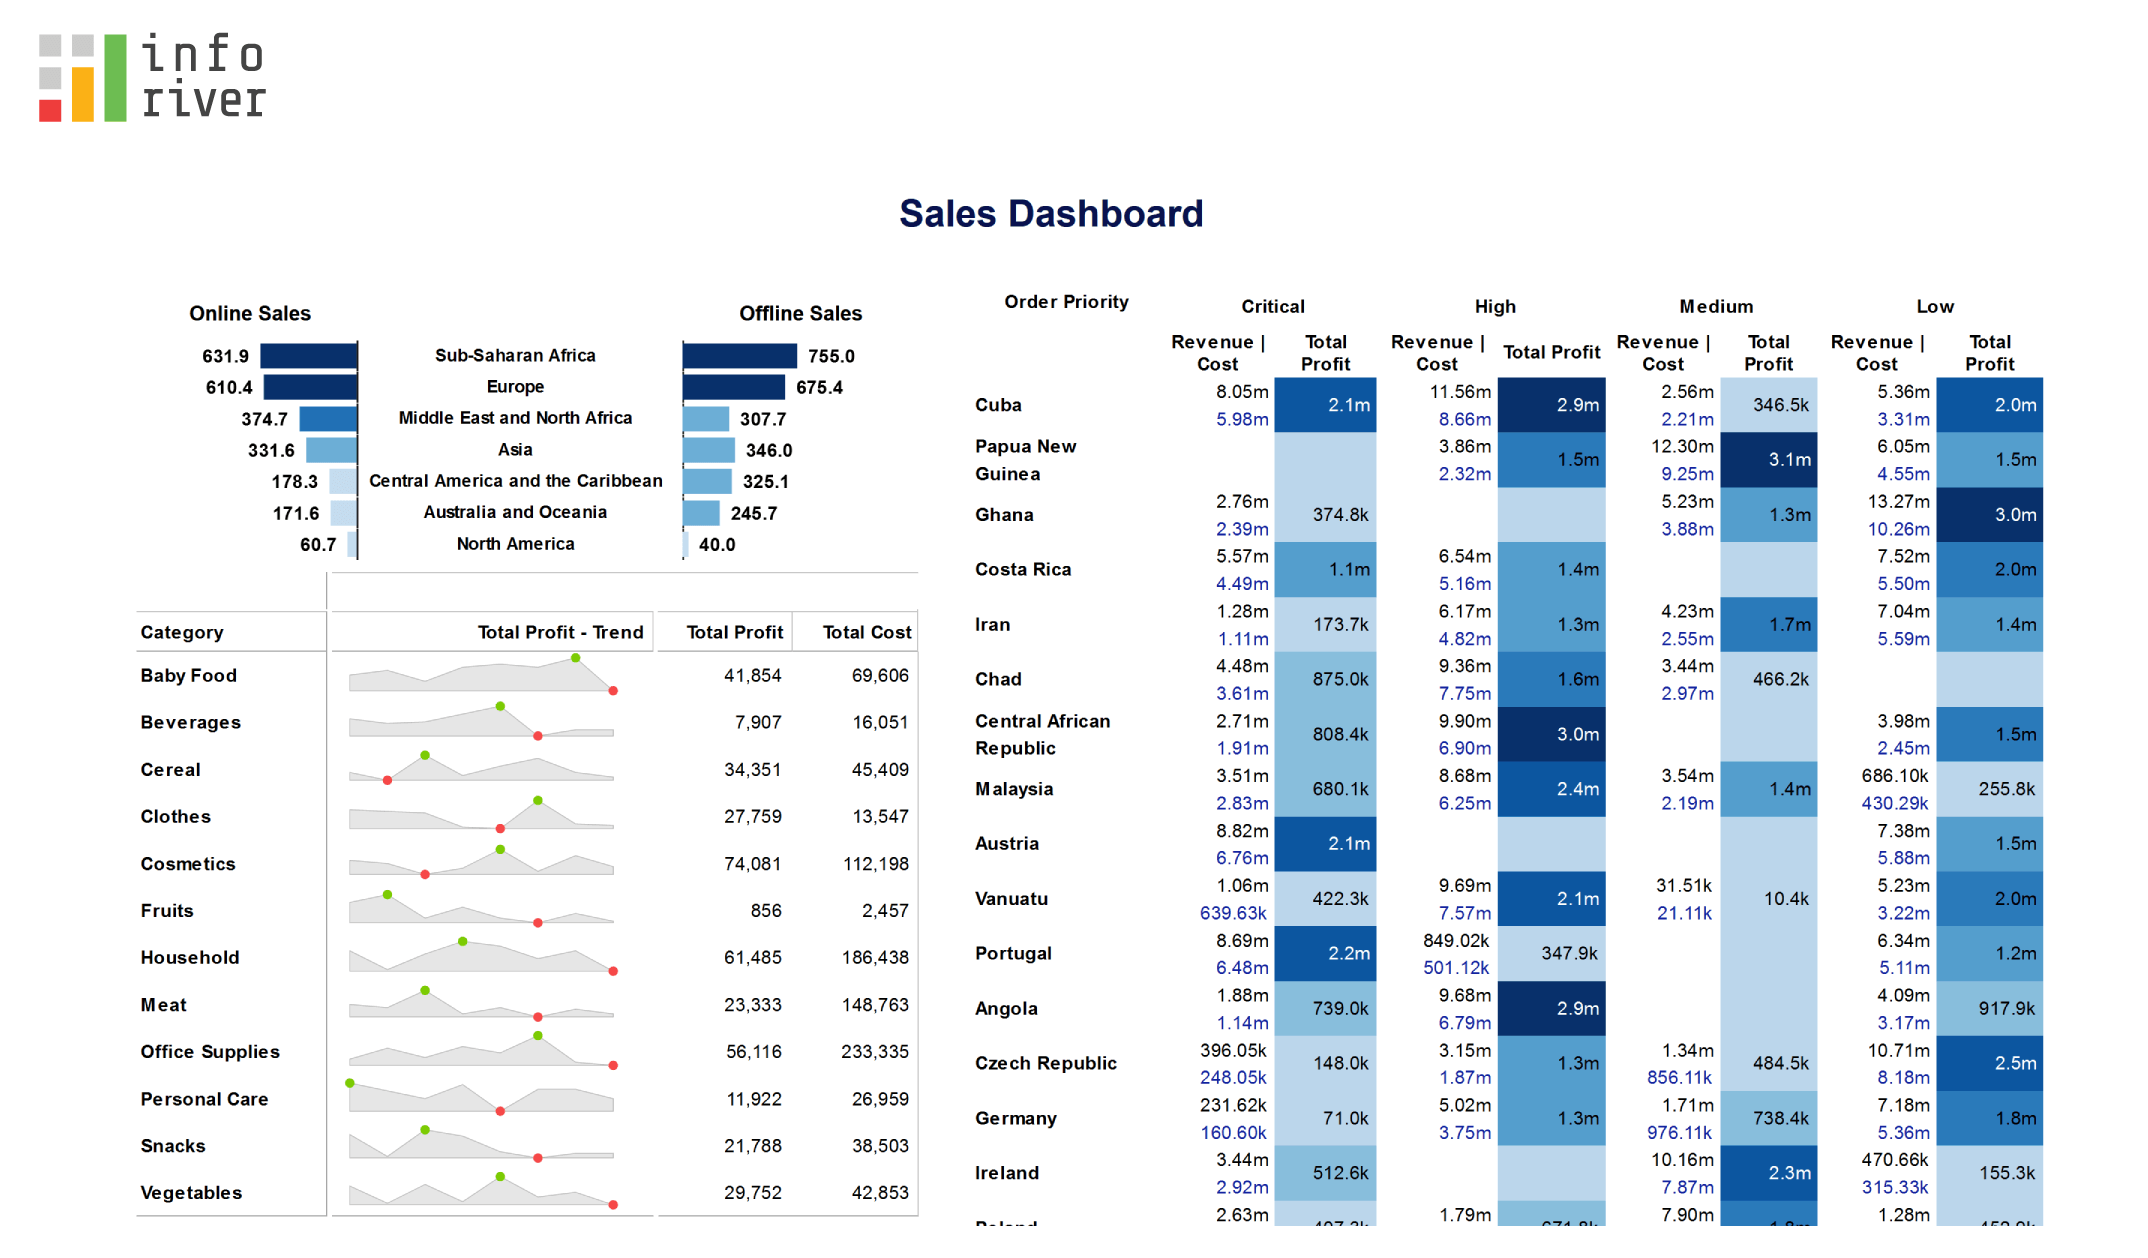 info
river
Sales Dashboard
Online Sales Offline Sales
631.9 Sub-Saharan Africa 755.0
610.4 Europe 675.4
374.7 Middle East and North Africa 307.7
331.6 Asia 346.0
178.3 Central America and the Caribbean 325.1
171.6 Australia and Oceania 245.7
60.7 North America 40.0
Category Total Profit - Trend Total Profit Total Cost
Baby Food 41,854 69,606
Beverages 7,907 16,051
Cereal 34,351 45,409
Clothes 27,759 13,547
Cosmetics 74,081 112,198
Fruits 856 2,457
Household 61,485 186,438
Meat 23,333 148,763
Office Supplies 56,116 233,335
Personal Care 11,922 26,959
Snacks 21,788 38,503
Vegetables 29,752 42,853
Order Priority Critical High Medium Low
Revenue | Total Revenue | Total Profit Revenue | Total Revenue | Total
Cost Profit Cost Cost Profit Cost Profit
8.05m 11.56m 2.56m 5.36m
Cuba 2.1m 2.9m 346.5k 2.0m
5.98m 8.66m 2.21m 3.31m
Papua New 3.86m 12.30m 6.05m
1.5m 3.1m 1.5m
Guinea 2.32m 9.25m 4.55m
2.76m 5.23m 13.27m
Ghana 374.8k 1.3m 3.0m
2.39m 3.88m 10.26m
5.57m 6.54m 7.52m
Costa Rica 1.1m 1.4m 2.0m
4.49m 5.16m 5.50m
1.28m 6.17m 4.23m 7.04m
Iran 173.7k 1.3m 1.7m 1.4m
1.11m 4.82m 2.55m 5.59m
4.48m 9.36m 3.44m
Chad 875.0k 1.6m 466.2k
3.61m 7.75m 2.97m
Central African 2.71m 9.90m 3.98m
808.4k 3.0m 1.5m
Republic 1.91m 6.90m 2.45m
3.51m 8.68m 3.54m 686.10k
Malaysia 680.1k 2.4m 1.4m 255.8k
2.83m 6.25m 2.19m 430.29k
8.82m 7.38m
Austria 2.1m 1.5m
6.76m 5.88m
1.06m 9.69m 31.51k 5.23m
Vanuatu 422.3k 2.1m 10.4k 2.0m
639.63k 7.57m 21.11k 3.22m
8.69m 849.02k 6.34m
Portugal 2.2m 347.9k 1.2m
6.48m 501.12k 5.11m
1.88m 9.68m 4.09m
Angola 739.0k 2.9m 917.9k
1.14m 6.79m 3.17m
396.05k 3.15m 1.34m 10.71m
Czech Republic 148.0k 1.3m 484.5k 2.5m
248.05k 1.87m 856.11k 8.18m
231.62k 5.02m 1.71m 7.18m
Germany 71.0k 1.3m 738.4k 1.8m
160.60k 3.75m 976.11k 5.36m
3.44m 10.16m 470.66k
Ireland 512.6k 2.3m 155.3k
2.92m 7.87m 315.33k
2.63m 1.79m 7.90m 1.28m